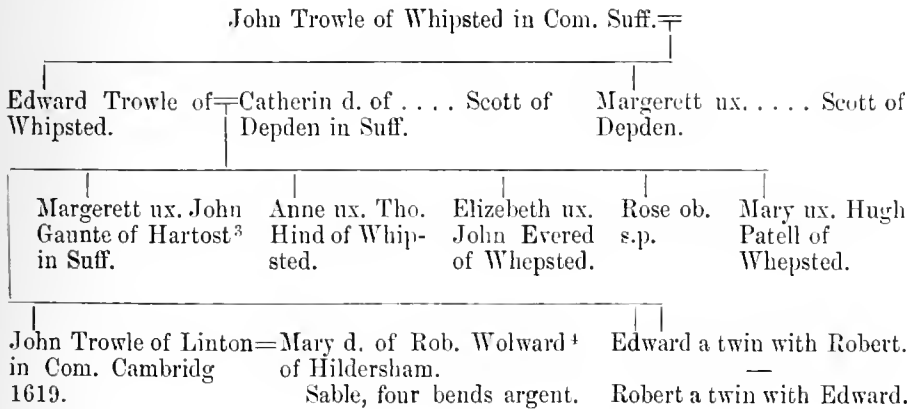 John Trowle of Whipsted in Com. Suff.
Edward Trowle of
Whipsted.
Catherin d. of . . . . Scott of
Depden in Suff.
Margerett ux. . . . . Scott of
Depden.
Margerett ux. John
Gaunte of Hartost³
in Suff.
Anne ux. Tho.
Hind of Whip-
sted.
Elizebeth ux.
John Evered
of Whepsted.
Rose ob.
s.p.
Mary ux. Hugh
Patell of
Whepsted.
John Trowle of Linton
in Com. Cambridg
1619.
Mary d. of Rob. Wolward⁴
of Hildersham.
Sable, four bends argent.
Edward a twin with Robert.
Robert a twin with Edward.